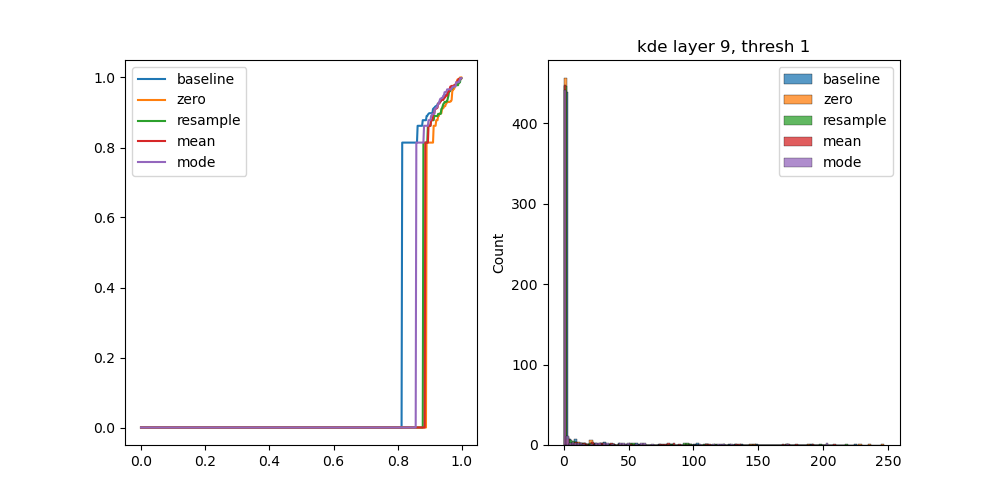 kde layer 9, thresh 1
1.0
0.8
0.6
0.4
0.2
0.0
0.0 0.2 0.4 0.6 0.8 1.0
baseline
zero
resample
mean
mode
Count
400
300
200
100
0
0 50 100 150 200 250
baseline
zero
resample
mean
mode